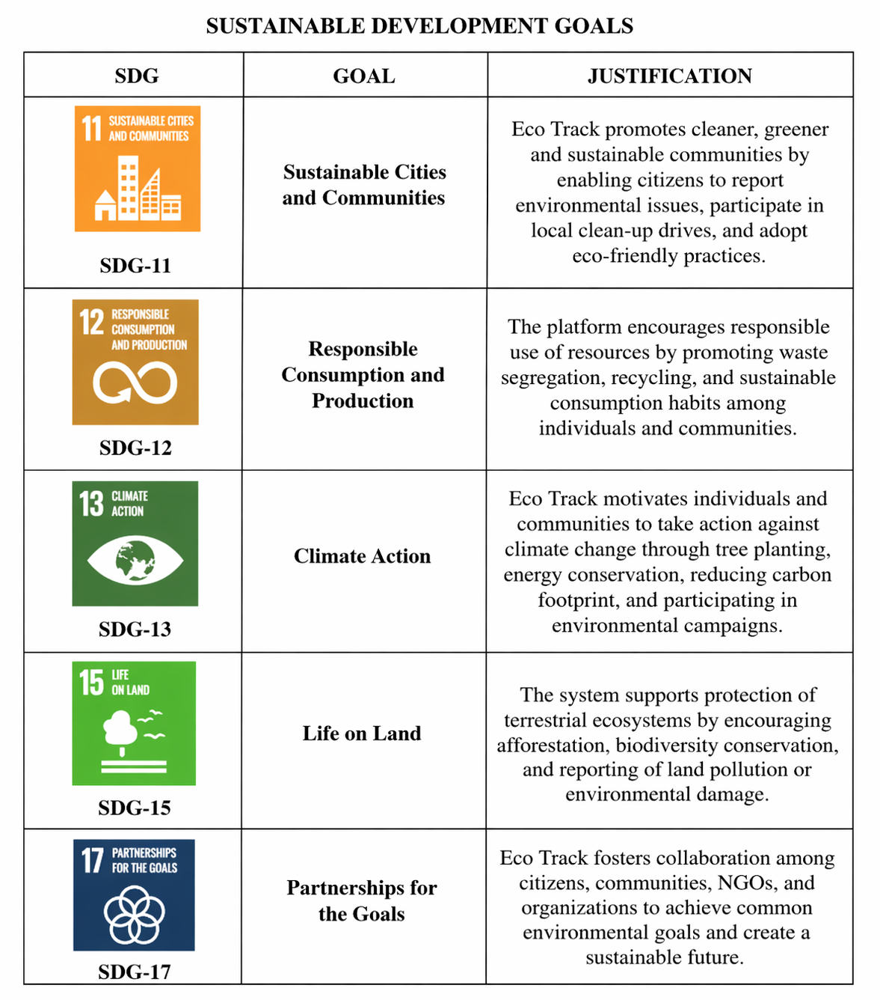 SUSTAINABLE DEVELOPMENT GOALS
SDG
GOAL
JUSTIFICATION
11 SUSTAINABLE CITIES
AND COMMUNITIES
SDG-11
Sustainable Cities
and Communities
Eco Track promotes cleaner, greener
and sustainable communities by
enabling citizens to report
environmental issues, participate in
local clean-up drives, and adopt
eco-friendly practices.
12 RESPONSIBLE
CONSUMPTION
AND PRODUCTION
SDG-12
Responsible
Consumption and
Production
The platform encourages responsible
use of resources by promoting waste
segregation, recycling, and sustainable
consumption habits among
individuals and communities.
13 CLIMATE
ACTION
SDG-13
Climate Action
Eco Track motivates individuals and
communities to take action against
climate change through tree planting,
energy conservation, reducing carbon
footprint, and participating in
environmental campaigns.
15 LIFE
ON LAND
SDG-15
Life on Land
The system supports protection of
terrestrial ecosystems by encouraging
afforestation, biodiversity conservation,
and reporting of land pollution or
environmental damage.
17 PARTNERSHIPS
FOR THE GOALS
SDG-17
Partnerships for
the Goals
Eco Track fosters collaboration among
citizens, communities, NGOs, and
organizations to achieve common
environmental goals and create a
sustainable future.